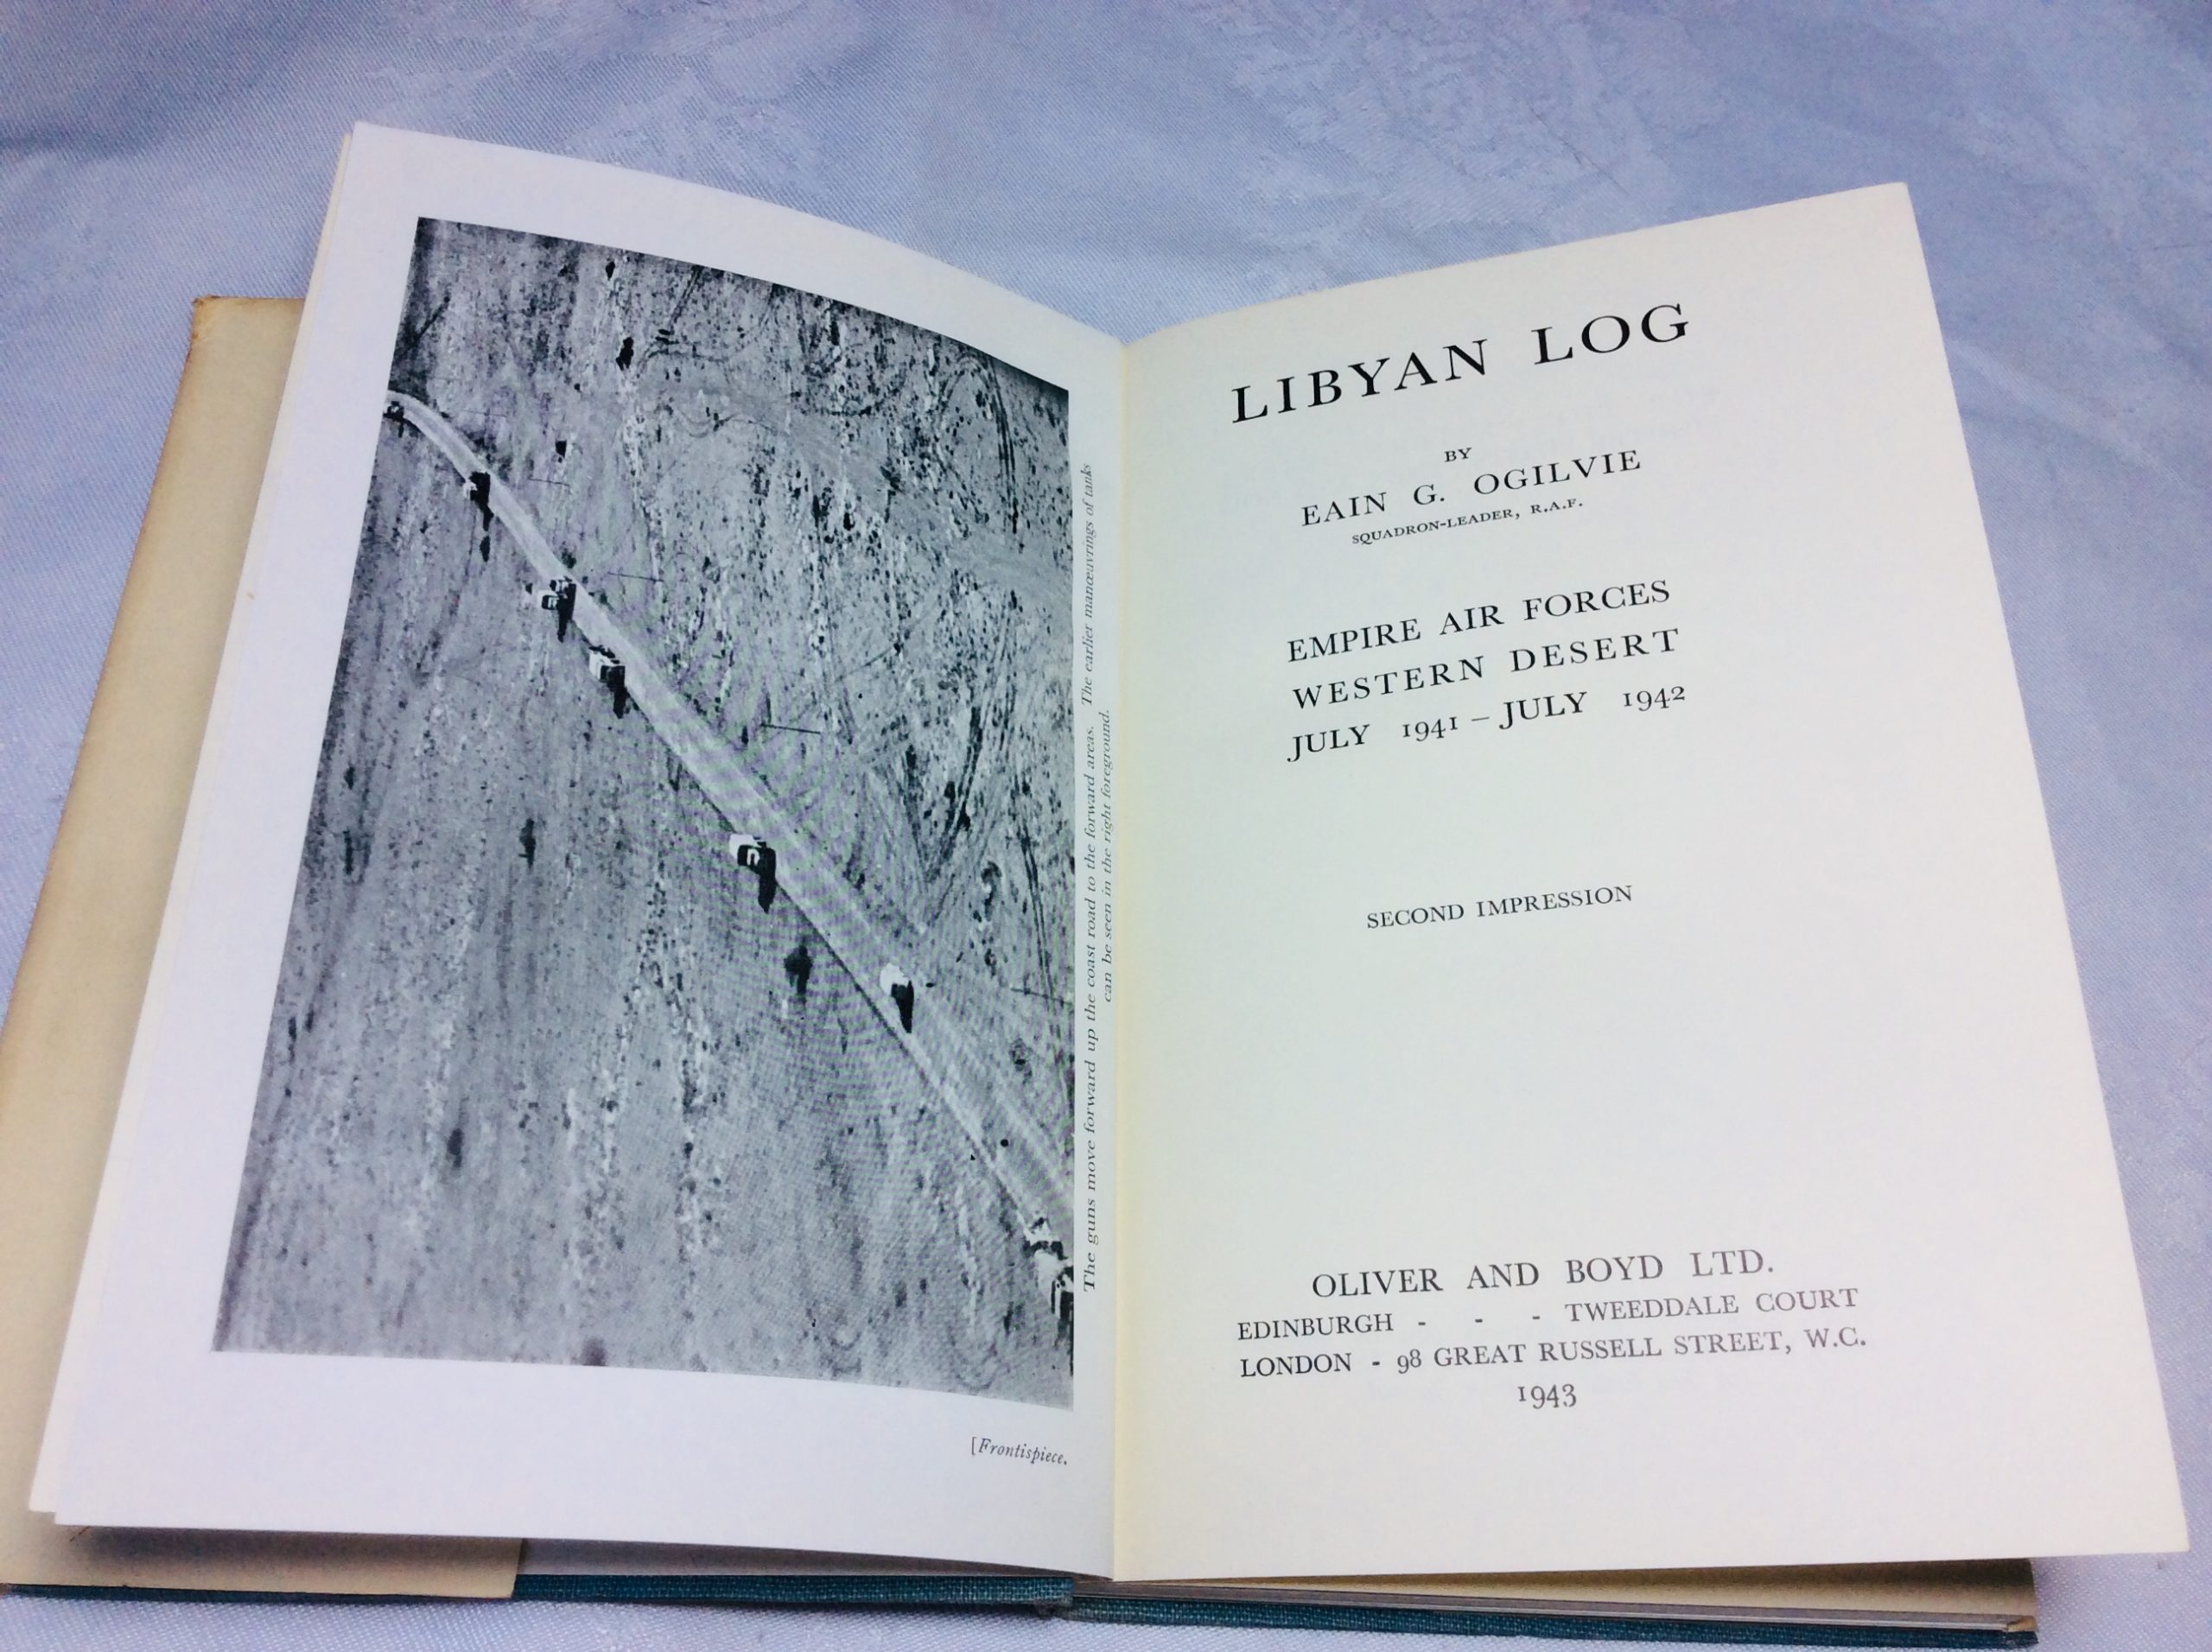 The guns move forward up the coast road to the forward areas. The earlier manœuvrings of tanks
can be seen in the right foreground.
[Frontispiece.
LIBYAN LOG
BY
EAIN G. OGILVIE
SQUADRON-LEADER, R.A.F.
EMPIRE AIR FORCES
WESTERN DESERT
JULY 1941 – JULY 1942
SECOND IMPRESSION
OLIVER AND BOYD LTD.
EDINBURGH - - - TWEEDDALE COURT
LONDON - 98 GREAT RUSSELL STREET, W.C.
1943